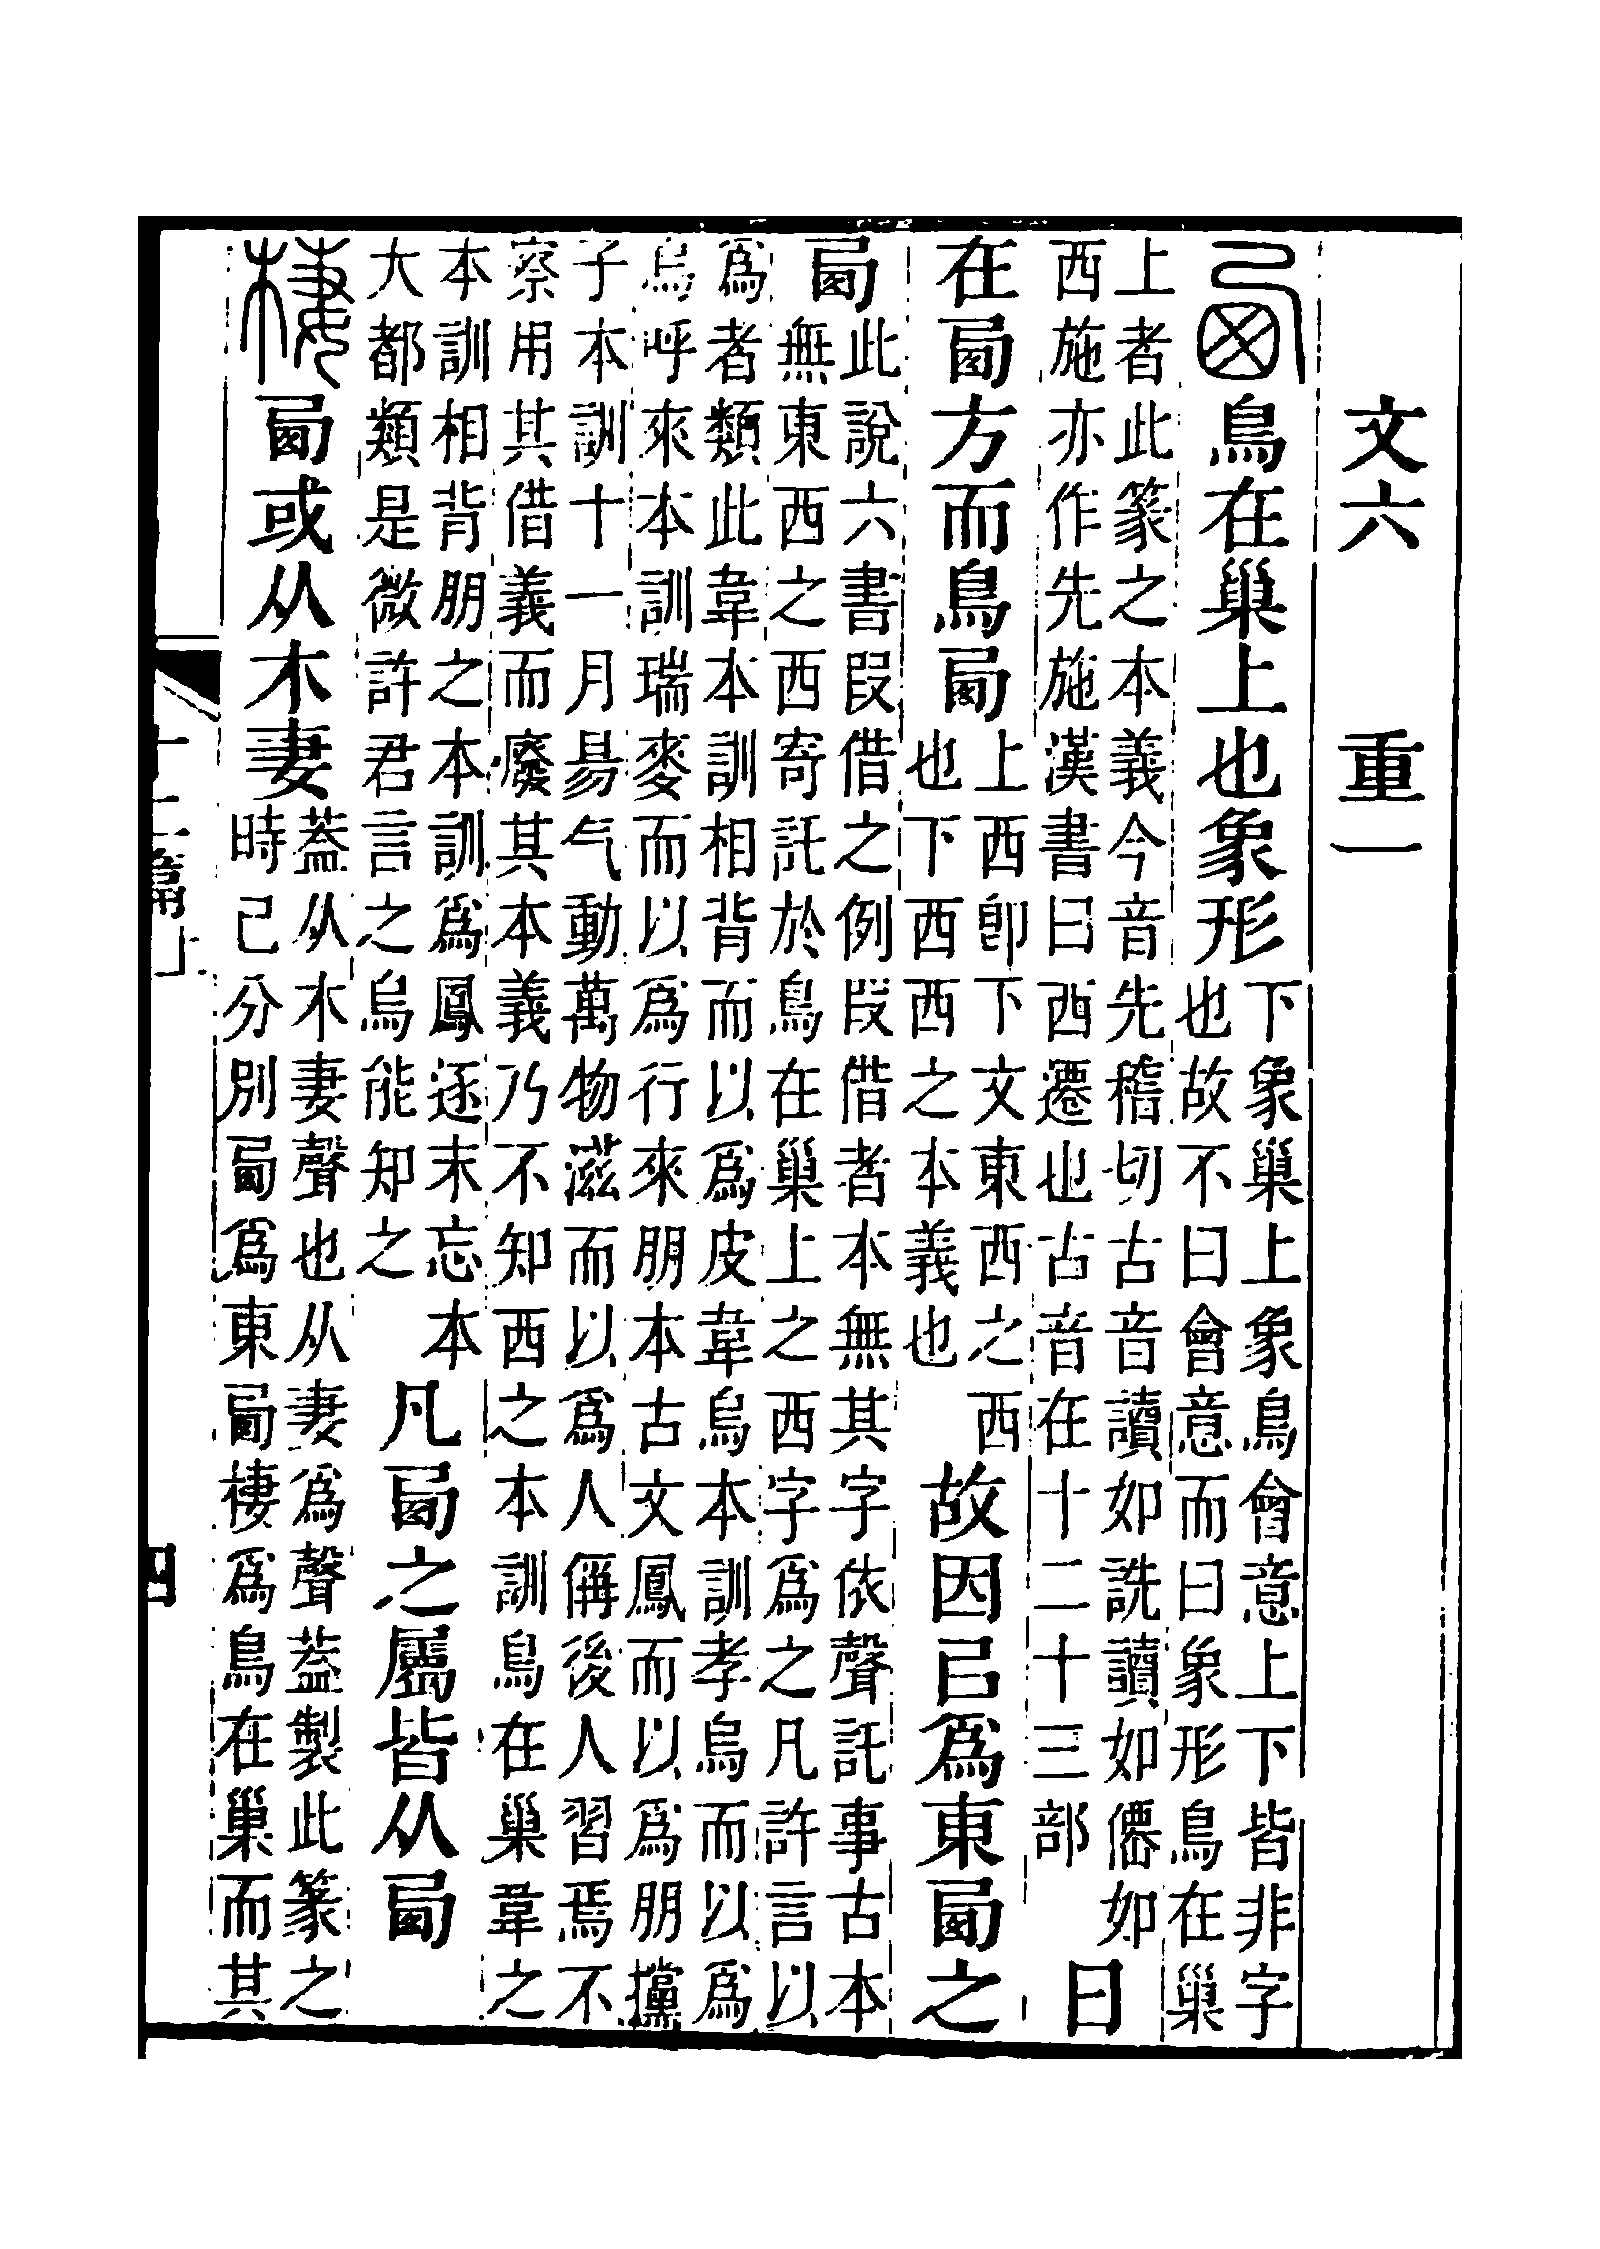 文六 重一
㢴 鳥在巢上也象形
下象巢上象鳥會意上下皆非字
也故不曰會意而曰象形鳥在巢
上者此篆之本義今音先稽切古音讀如詵讀如僊如
西施亦作先施漢書曰西遷也古音在十二十三部
日
在㢴方而鳥㢴
上西卽下文東西之西
也下西西之本義也
故因㠯爲東㢴之
㢴
此說六書叚借之例叚借者本無其字依聲託事古本
無東西之西寄託於鳥在巢上之西字爲之凡許言以
爲者類此韋本訓相背而以爲皮韋烏本訓孝烏而以爲
烏呼來本訓瑞麥而以爲行來朋本古文鳳而以爲朋攩
子本訓十一月昜气動萬物滋而以爲人偁後人習焉不
察用其借義而廢其本義乃不知西之本訓鳥在巢韋之
本訓相背朋之本訓爲鳳逐末忘本
大都類是微許君言之烏能知之
凡㢴之屬皆从㢴
棲 㢴或从木妻
蓋从木妻聲也从妻爲聲蓋製此篆之
時己分別㢴爲東㢴棲爲鳥在巢而其
十二篇上
四